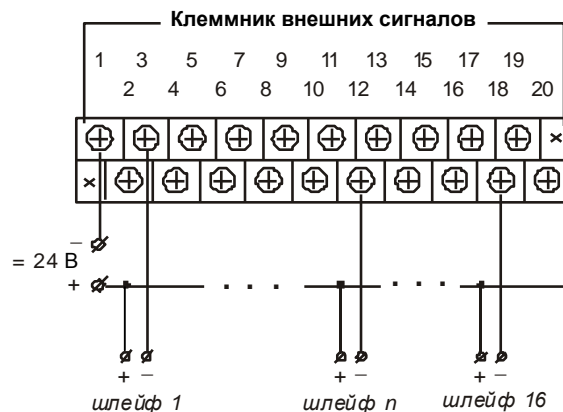 Клеммник внешних сигналов
1 3 5 7 9 11 13 15 17 19
2 4 6 8 10 12 14 16 18 20
× 
×
−
= 24 В
+
+ − + − + −
шлейф 1 шлейф n шлейф 16